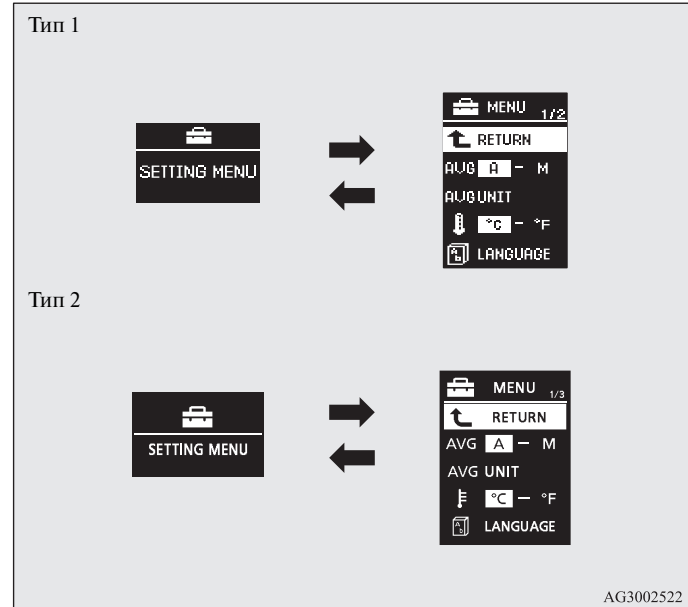 Тип 1
SETTING MENU
MENU 1/2
RETURN
AVG A - M
AVG UNIT
°C - °F
LANGUAGE
Тип 2
SETTING MENU
MENU 1/3
RETURN
AVG A - M
AVG UNIT
°C - °F
LANGUAGE
AG3002522